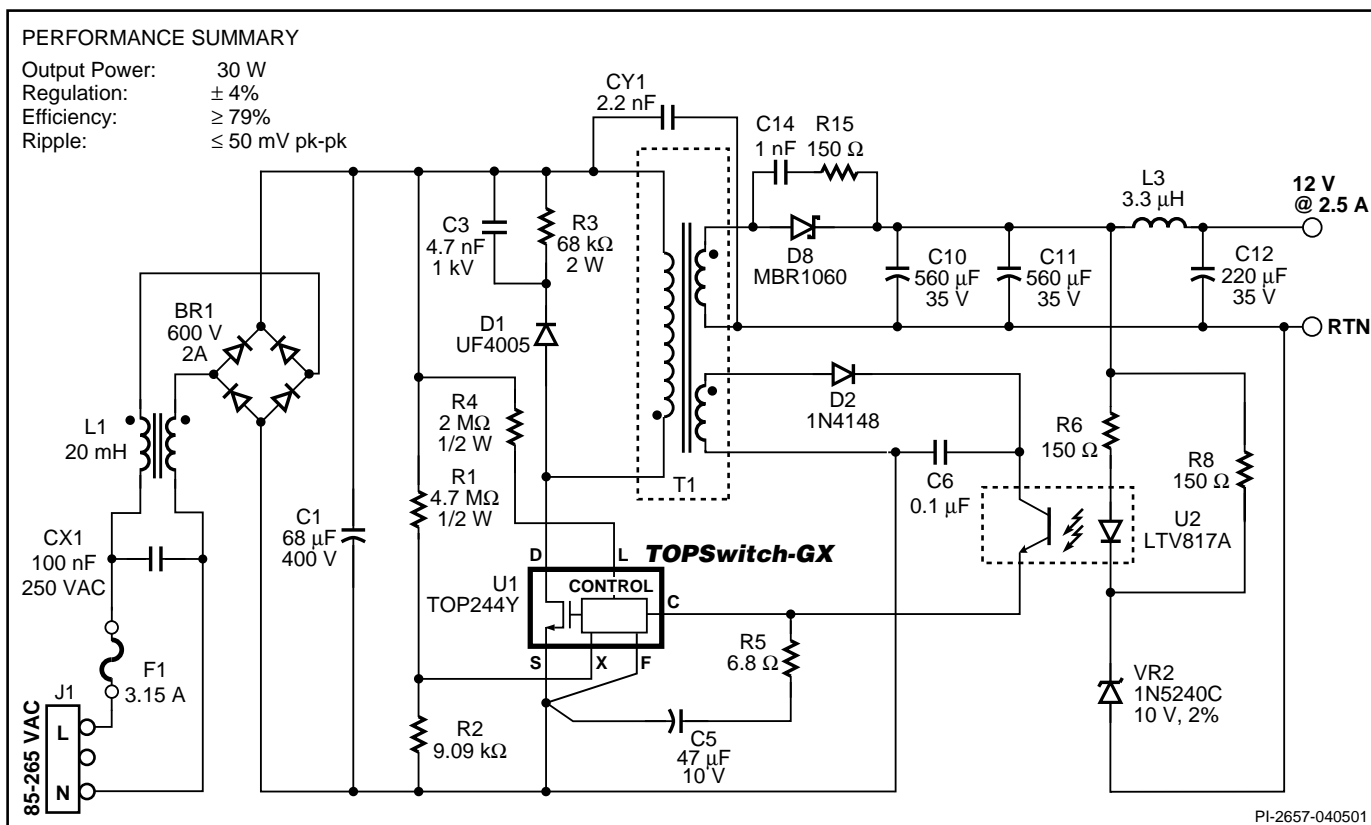 PERFORMANCE SUMMARY
Output Power: 30 W
Regulation: ± 4%
Efficiency: ≥ 79%
Ripple: ≤ 50 mV pk-pk
CY1
2.2 nF
C14
1 nF
R15
150 Ω
L3
3.3 µH
12 V
@ 2.5 A
C3
4.7 nF
1 kV
R3
68 kΩ
2 W
D8
MBR1060
C10
560 µF
35 V
C11
560 µF
35 V
C12
220 µF
35 V
RTN
BR1
600 V
2A
D1
UF4005
D2
1N4148
R4
2 MΩ
1/2 W
L1
20 mH
R6
150 Ω
R8
150 Ω
T1
C6
0.1 µF
R1
4.7 MΩ
1/2 W
C1
68 µF
400 V
U2
LTV817A
CX1
100 nF
250 VAC
D
L
TOPSwitch-GX
U1
TOP244Y
CONTROL
C
S
X
F
R5
6.8 Ω
F1
3.15 A
VR2
1N5240C
10 V, 2%
J1
L
N
85-265 VAC
R2
9.09 kΩ
C5
47 µF
10 V
PI-2657-040501